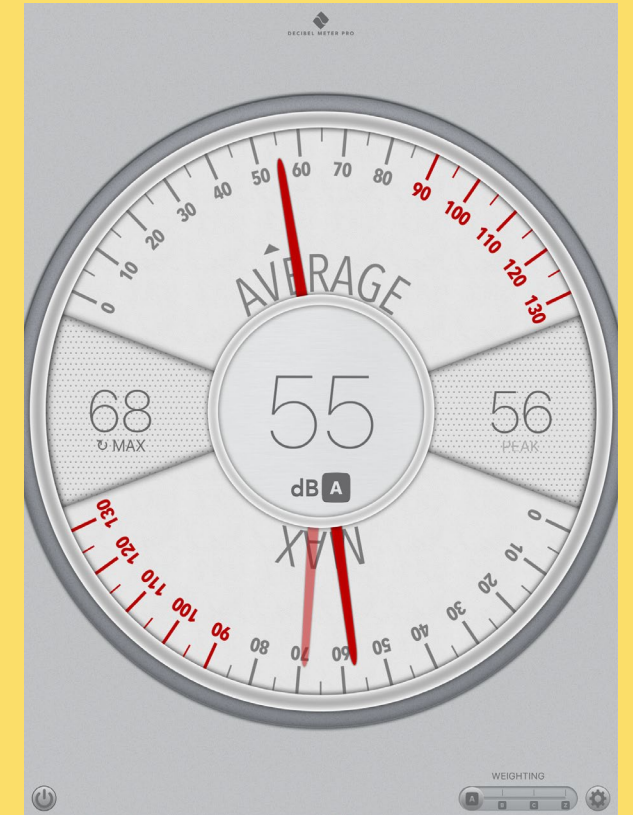 DECIBEL METER PRO
0 10 20 30 40 50 60 70 80 90 100 110 120 130
AVERAGE
68
↻ MAX
55
dB A
56
PEAK
MAX
130 120 110 100 90 80 70 60 50 40 30 20 10 0
WEIGHTING
A B C Z